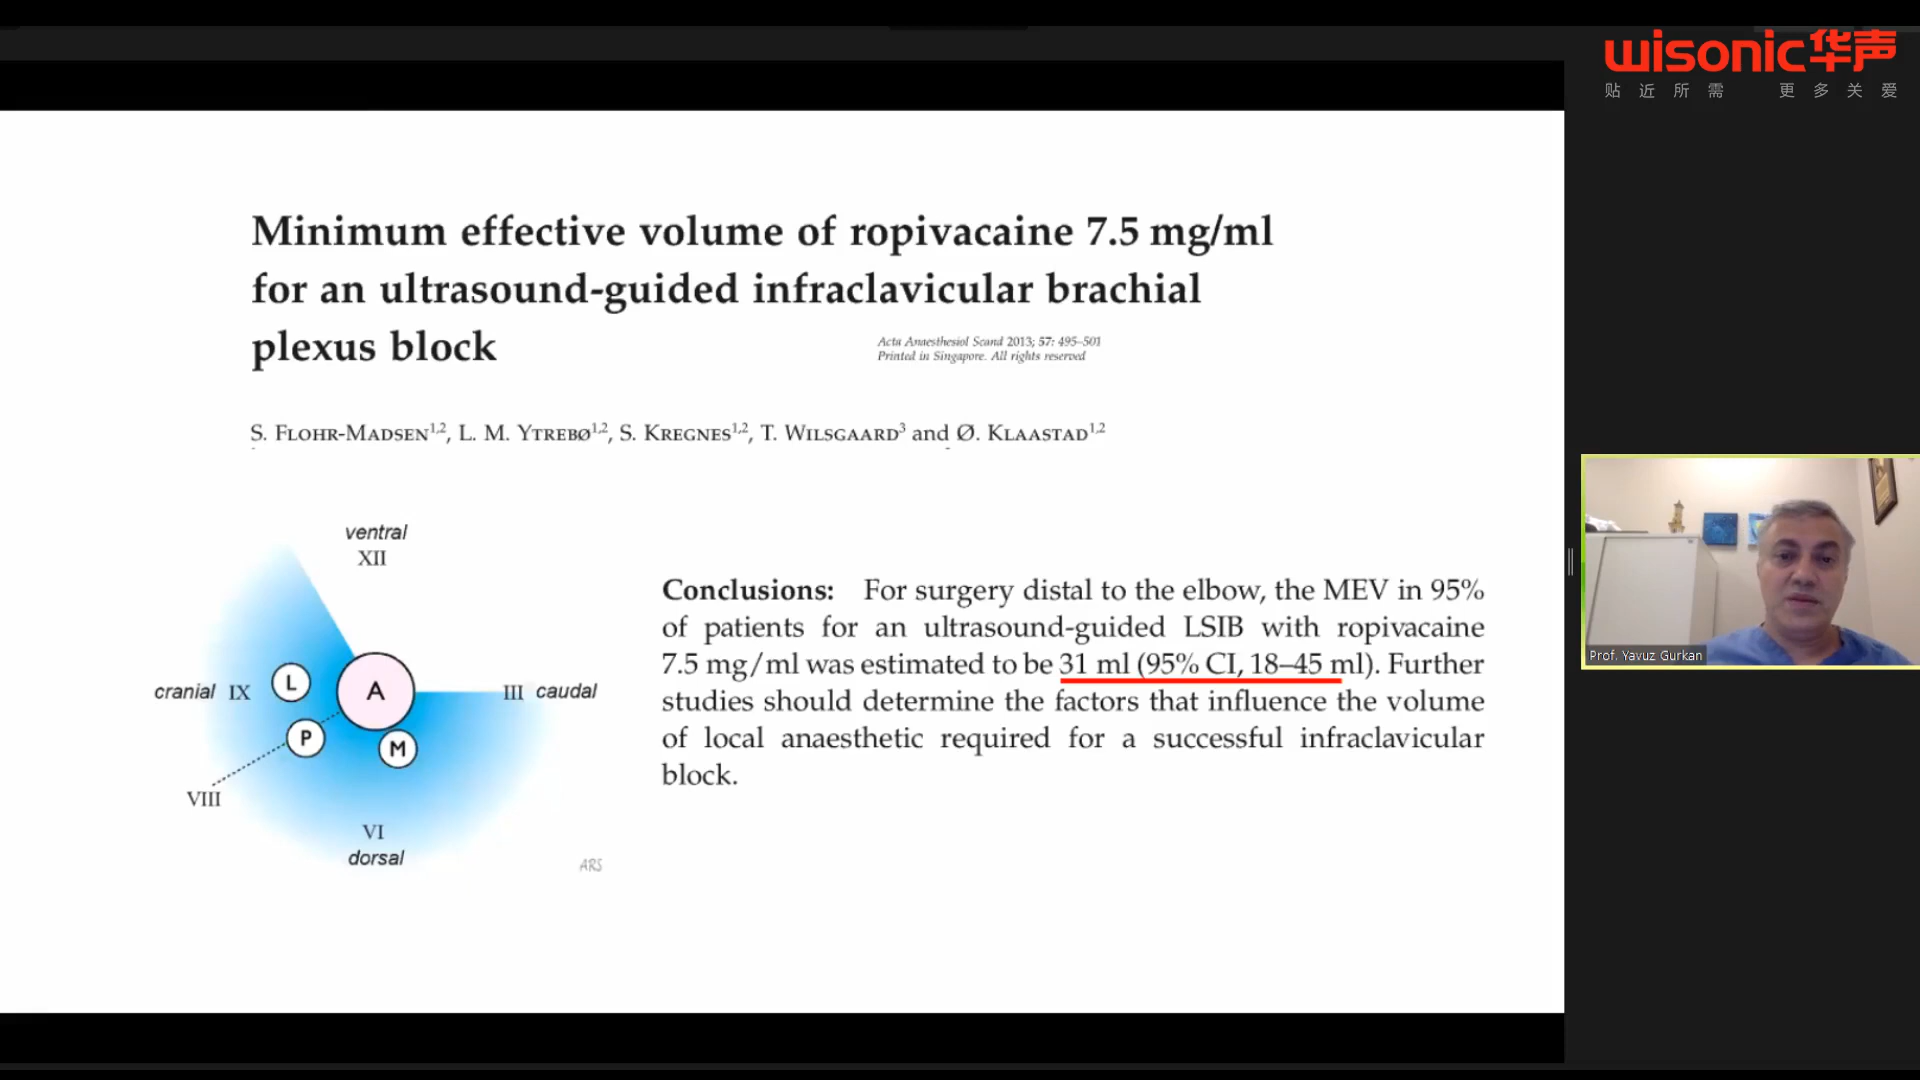 wisonic华声
贴近所需 更多关爱
Minimum effective volume of ropivacaine 7.5 mg/ml
for an ultrasound-guided infraclavicular brachial
plexus block
Acta Anaesthesiol Scand 2013; 57: 495–501
Printed in Singapore. All rights reserved
S. Flohr-Madsen1,2, L. M. Ytrebø1,2, S. Kregnes1,2, T. Wilsgaard3 and Ø. Klaastad1,2
ventral
XII
cranial IX
L
A
III caudal
P
M
VIII
VI
dorsal
ARS
Conclusions: For surgery distal to the elbow, the MEV in 95%
of patients for an ultrasound-guided LSIB with ropivacaine
7.5 mg/ml was estimated to be 31 ml (95% CI, 18–45 ml). Further
studies should determine the factors that influence the volume
of local anaesthetic required for a successful infraclavicular
block.
Prof. Yavuz Gurkan